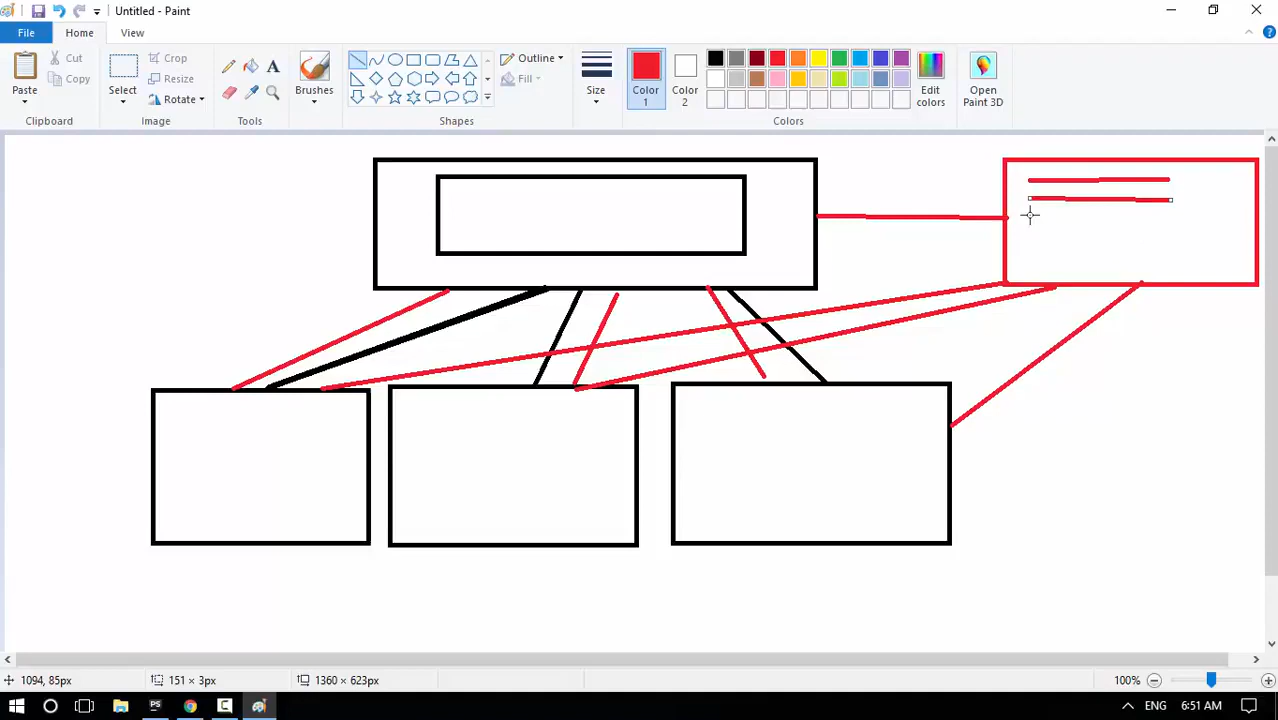 Untitled - Paint
File Home View
Paste
Cut
Copy
Clipboard
Select
Crop
Resize
Rotate
Image
A
Tools
Brushes
Outline
Fill
Shapes
Size
Color 1
Color 2
Colors
Edit colors
Open Paint 3D
1094, 85px
151 × 3px
1360 × 623px
100%
PS
C
ENG
6:51 AM